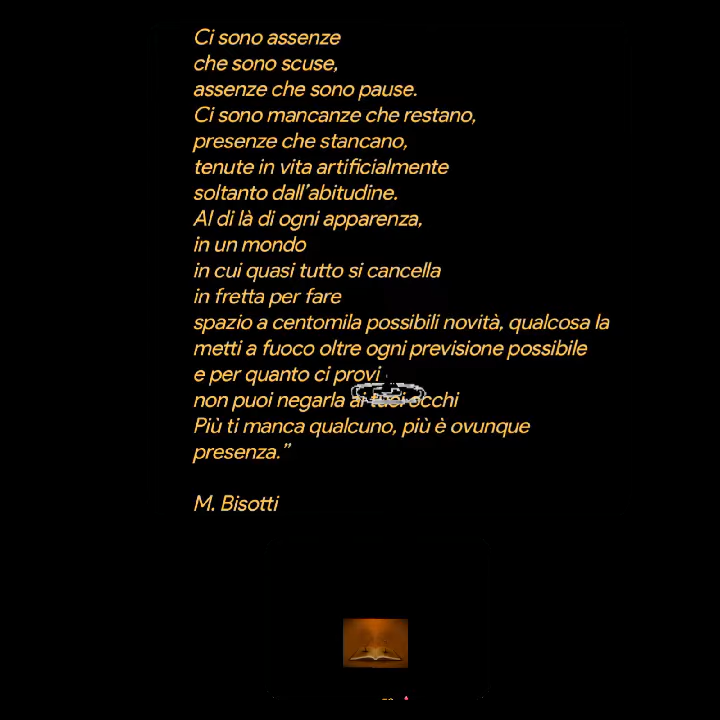 Ci sono assenze
che sono scuse,
assenze che sono pause.
Ci sono mancanze che restano,
presenze che stancano,
tenute in vita artificialmente
soltanto dall'abitudine.
Al di là di ogni apparenza,
in un mondo
in cui quasi tutto si cancella
in fretta per fare
spazio a centomila possibili novità, qualcosa la
metti a fuoco oltre ogni previsione possibile
e per quanto ci provi
non puoi negarla ai tuoi occhi
Più ti manca qualcuno, più è ovunque
presenza.”
M. Bisotti